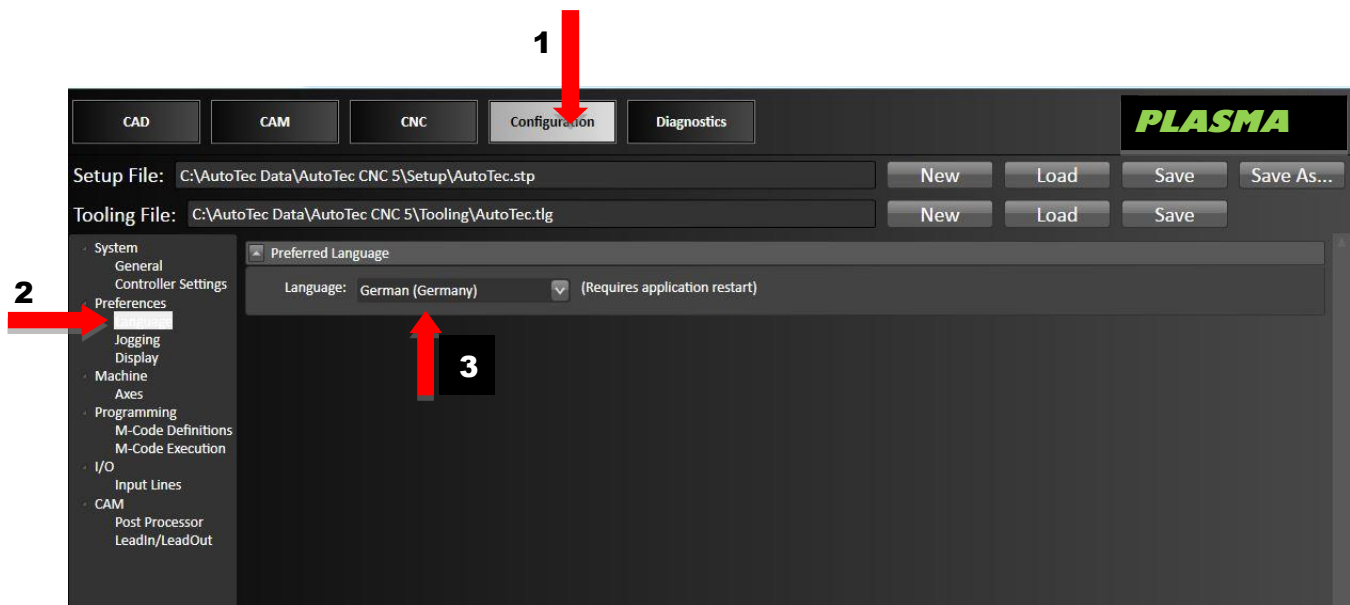 1
CAD CAM CNC Configuration Diagnostics PLASMA
Setup File: C:\AutoTec Data\AutoTec CNC 5\Setup\AutoTec.stp New Load Save Save As...
Tooling File: C:\AutoTec Data\AutoTec CNC 5\Tooling\AutoTec.tlg New Load Save
System
General
Controller Settings
Preferences
Language
Jogging
Display
Machine
Axes
Programming
M-Code Definitions
M-Code Execution
I/O
Input Lines
CAM
Post Processor
LeadIn/LeadOut
2
Preferred Language
Language: German (Germany) (Requires application restart)
3